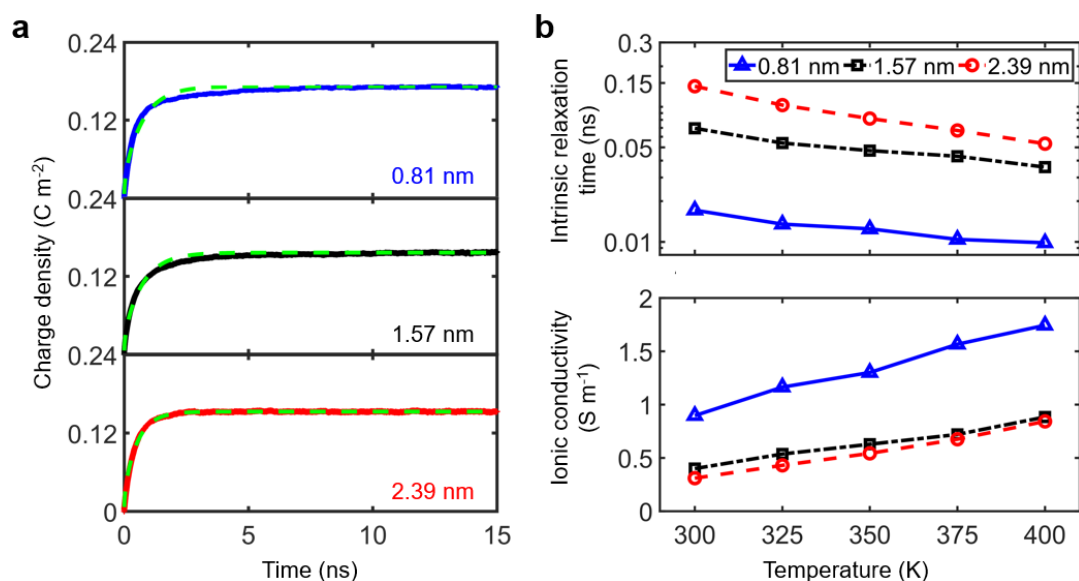 a
Charge density (C m⁻²)
0.24
0.12
0.24
0.12
0.24
0.12
0
0.81 nm
1.57 nm
2.39 nm
0 5 10 15
Time (ns)
b
Intrinsic relaxation
time (ns)
0.3
0.15
0.05
0.01
0.81 nm 1.57 nm 2.39 nm
Ionic conductivity
(S m⁻¹)
2
1.5
1
0.5
0
300 325 350 375 400
Temperature (K)